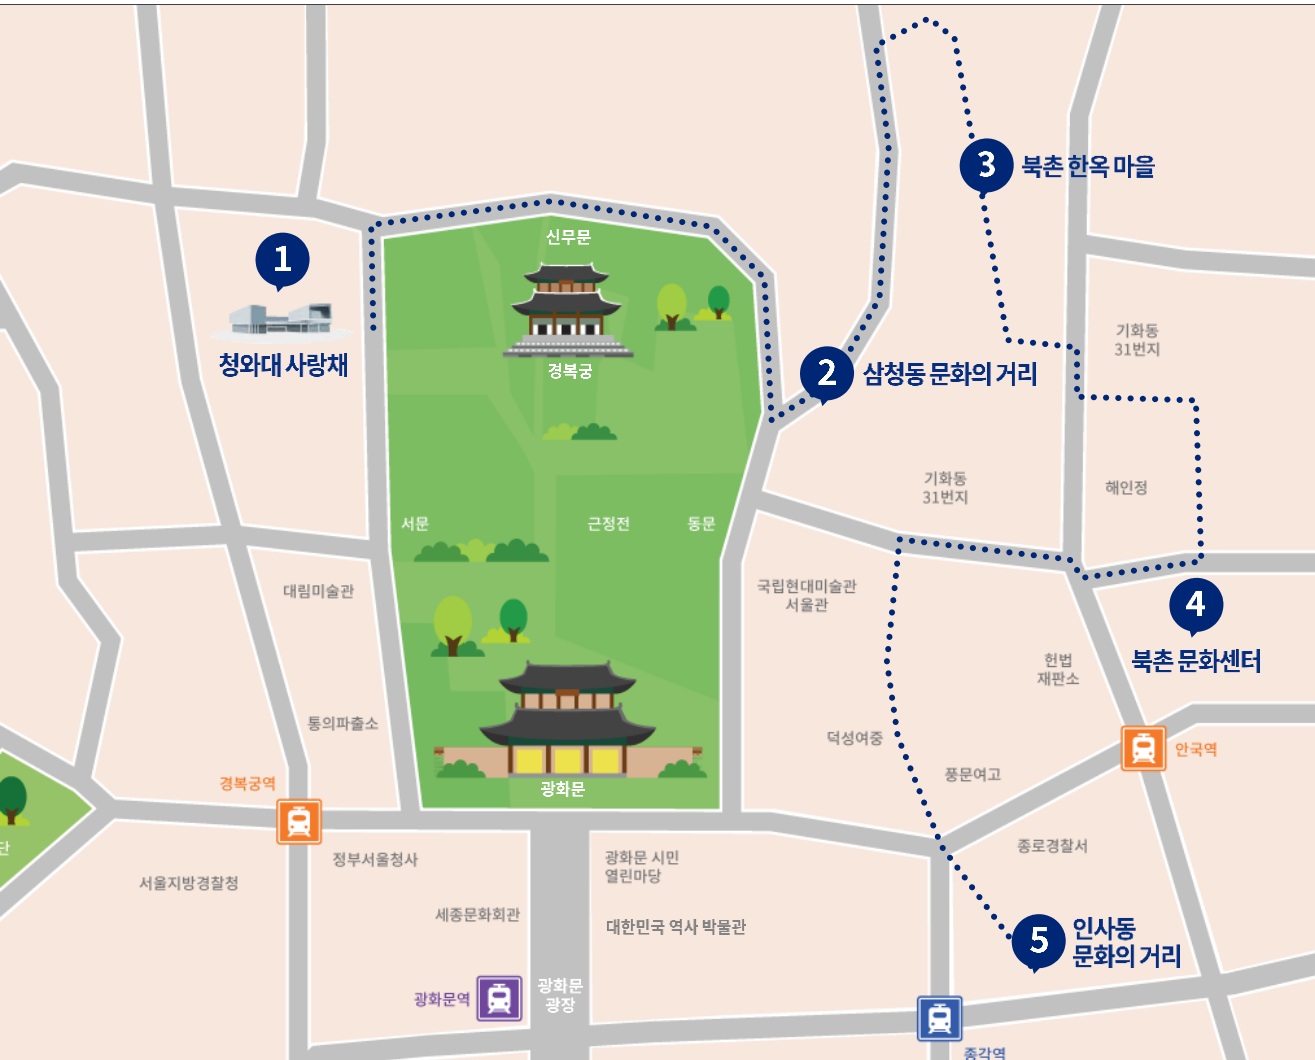 3
북촌 한옥 마을
신무문
1
기화동
31번지
청와대 사랑채
경복궁
2
삼청동 문화의 거리
기화동
31번지
해인정
서문
근정전
동문
대림미술관
국립현대미술관
서울관
4
북촌 문화센터
헌법
재판소
통의파출소
덕성여중
안국역
풍문여고
경복궁역
광화문
단
정부서울청사
광화문 시민
열린마당
종로경찰서
서울지방경찰청
세종문화회관
대한민국 역사 박물관
5
인사동
문화의 거리
광화문역
광화문
광장
종각역